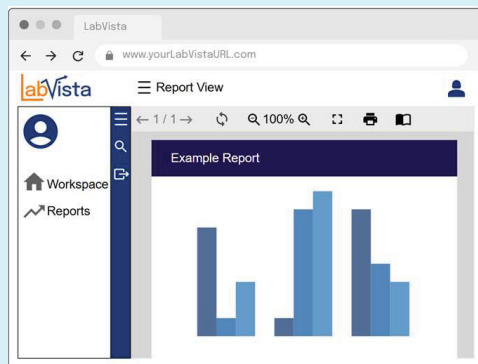 LabVista
www.yourLabVistaURL.com
LabVista
Report View
1 / 1
100%
Example Report
Workspace
Reports